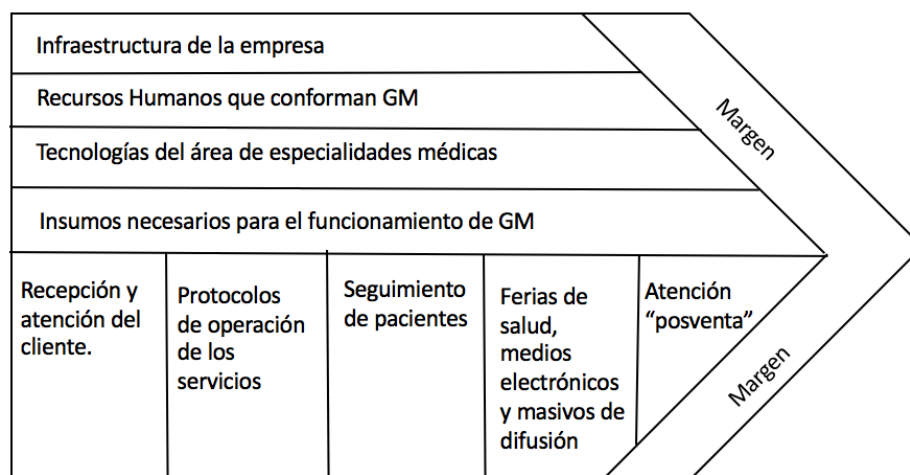 Infraestructura de la empresa
Recursos Humanos que conforman GM
Tecnologías del área de especialidades médicas
Insumos necesarios para el funcionamiento de GM
Margen
Recepción y
atención del
cliente.
Protocolos
de operación
de los
servicios
Seguimiento
de pacientes
Ferias de
salud,
medios
electrónicos
y masivos de
difusión
Atención
“posventa”
Margen